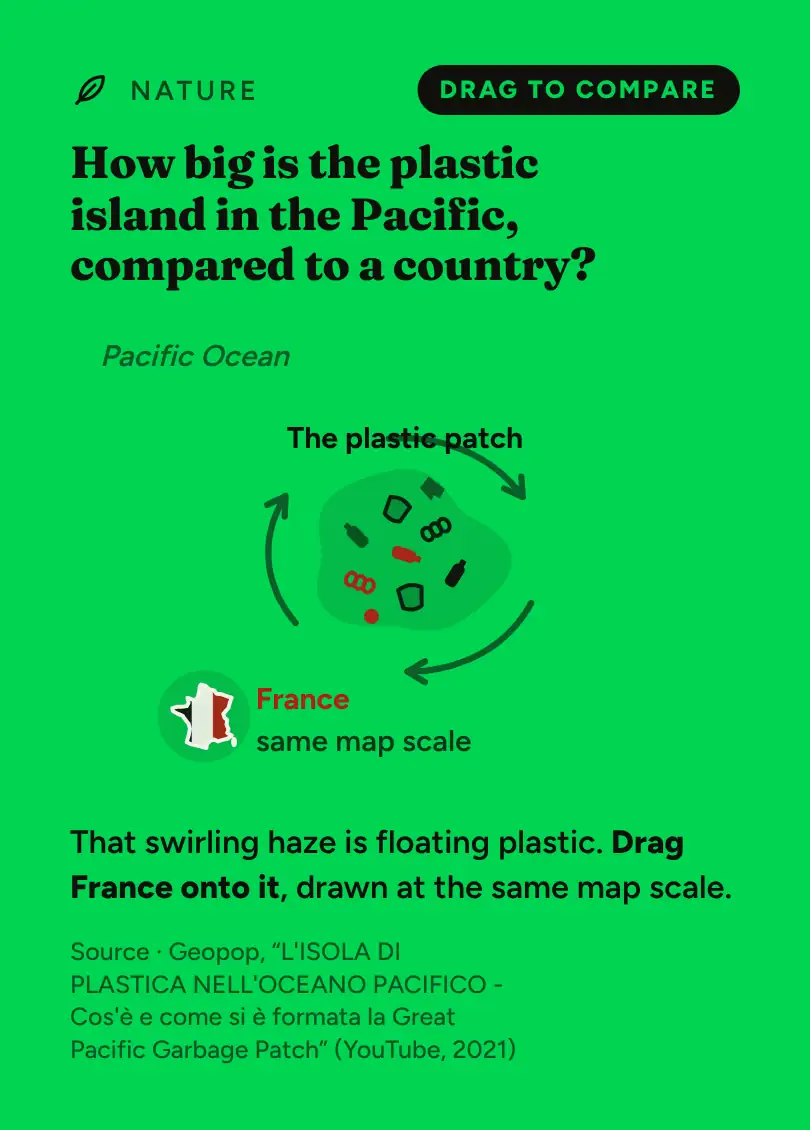 NATURE
DRAG TO COMPARE
How big is the plastic
island in the Pacific,
compared to a country?
Pacific Ocean
The plastic patch
France
same map scale
That swirling haze is floating plastic. Drag
France onto it, drawn at the same map scale.
Source · Geopop, “L'ISOLA DI
PLASTICA NELL'OCEANO PACIFICO -
Cos'è e come si è formata la Great
Pacific Garbage Patch” (YouTube, 2021)